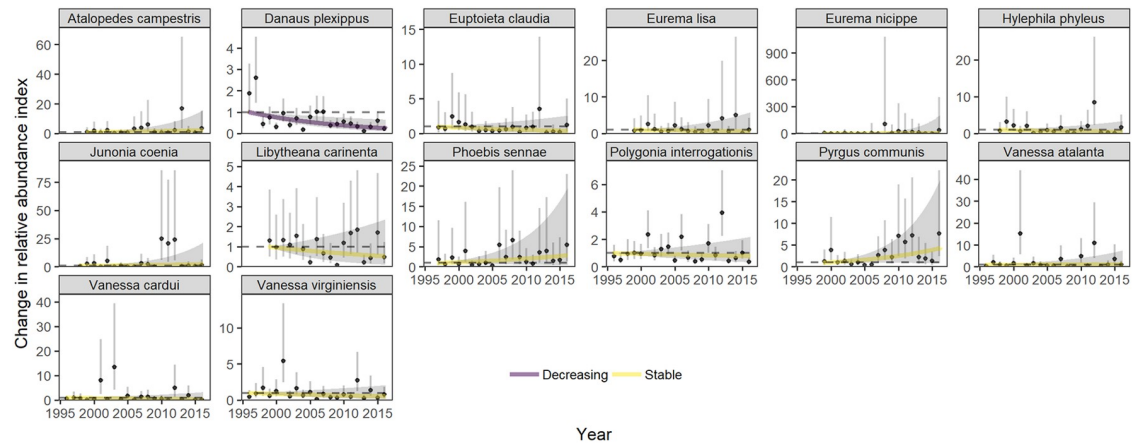 Atalopedes campestris
Danaus plexippus
Euptoieta claudia
Eurema lisa
Eurema nicippe
Hylephila phyleus
60
40
20
0
4
3
2
1
0
15
10
5
0
20
10
0
900
600
300
0
20
10
0
Junonia coenia
Libytheana carinenta
Phoebis sennae
Polygonia interrogationis
Pyrgus communis
Vanessa atalanta
75
50
25
0
5
4
3
2
1
0
25
20
15
10
5
0
6
4
2
0
20
15
10
5
0
40
30
20
10
0
1995 2000 2005 2010 2015
1995 2000 2005 2010 2015
1995 2000 2005 2010 2015
1995 2000 2005 2010 2015
Vanessa cardui
Vanessa virginiensis
40
30
20
10
0
10
5
0
1995 2000 2005 2010 2015
1995 2000 2005 2010 2015
Change in relative abundance index
Decreasing
Stable
Year